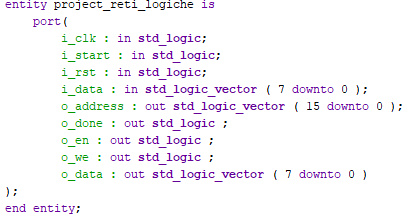 entity project_reti_logiche is
port(
i_clk : in std_logic;
i_start : in std_logic;
i_rst : in std_logic;
i_data : in std_logic_vector ( 7 downto 0 );
o_address : out std_logic_vector ( 15 downto 0 );
o_done : out std_logic ;
o_en : out std_logic ;
o_we : out std_logic ;
o_data : out std_logic_vector ( 7 downto 0 )
);
end entity;